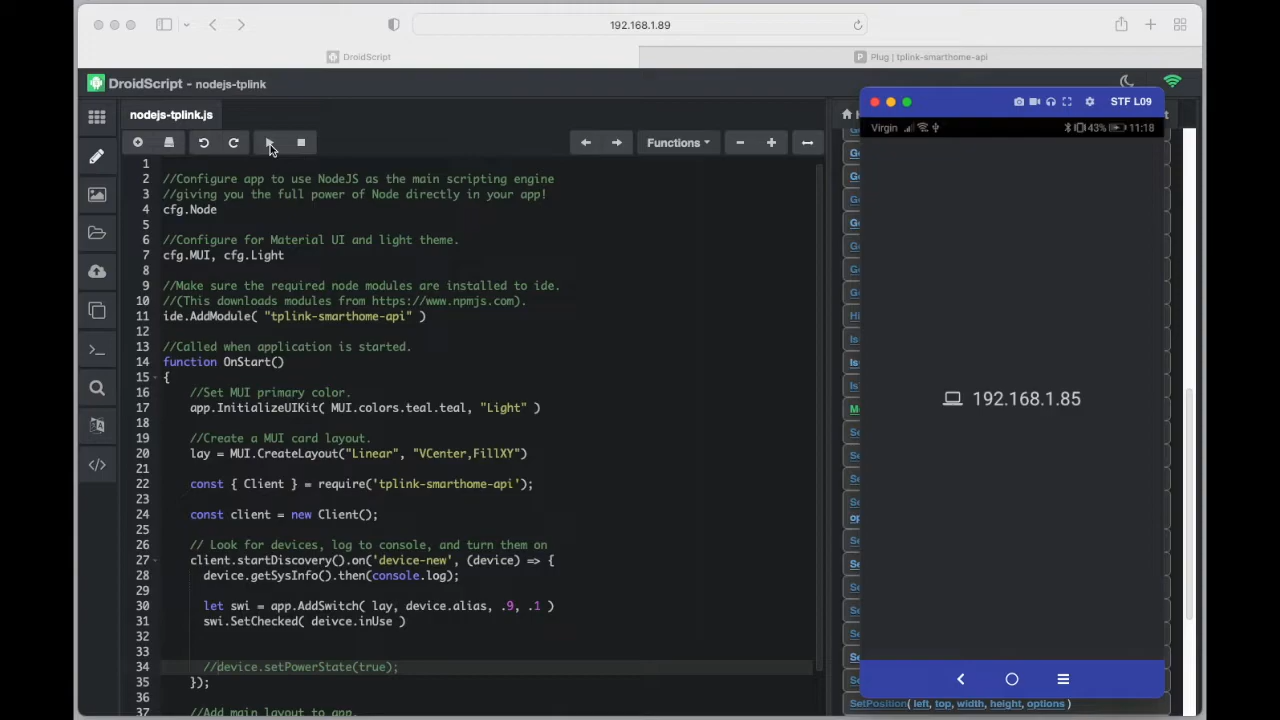 192.168.1.89
DroidScript
Plug | tplink-smarthome-api
DroidScript - nodejs-tplink
nodejs-tplink.js
Functions
1
2 //Configure app to use NodeJS as the main scripting engine
3 //giving you the full power of Node directly in your app!
4 cfg.Node
5
6 //Configure for Material UI and light theme.
7 cfg.MUI, cfg.Light
8
9 //Make sure the required node modules are installed to ide.
10 //(This downloads modules from https://www.npmjs.com).
11 ide.AddModule( "tplink-smarthome-api" )
12
13 //Called when application is started.
14 function OnStart()
15 {
16 //Set MUI primary color.
17 app.InitializeUIKit( MUI.colors.teal.teal, "Light" )
18
19 //Create a MUI card layout.
20 lay = MUI.CreateLayout("Linear", "VCenter,FillXY")
21
22 const { Client } = require('tplink-smarthome-api');
23
24 const client = new Client();
25
26 // Look for devices, log to console, and turn them on
27 client.startDiscovery().on('device-new', (device) => {
28 device.getSysInfo().then(console.log);
29
30 let swi = app.AddSwitch( lay, device.alias, .9, .1 )
31 swi.SetChecked( deivce.inUse )
32
33
34 //device.setPowerState(true);
35 });
36
37 //Add main layout to app.
STF L09
Virgin
43%
11:18
192.168.1.85
SetPosition( left, top, width, height, options )